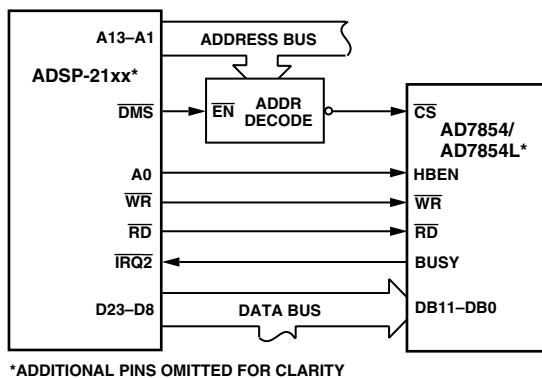 A13–A1
ADDRESS BUS
ADSP-21xx*
DMS
EN
ADDR
DECODE
CS
AD7854/
AD7854L*
A0
HBEN
WR
WR
RD
RD
IRQ2
BUSY
D23–D8
DATA BUS
DB11–DB0
*ADDITIONAL PINS OMITTED FOR CLARITY